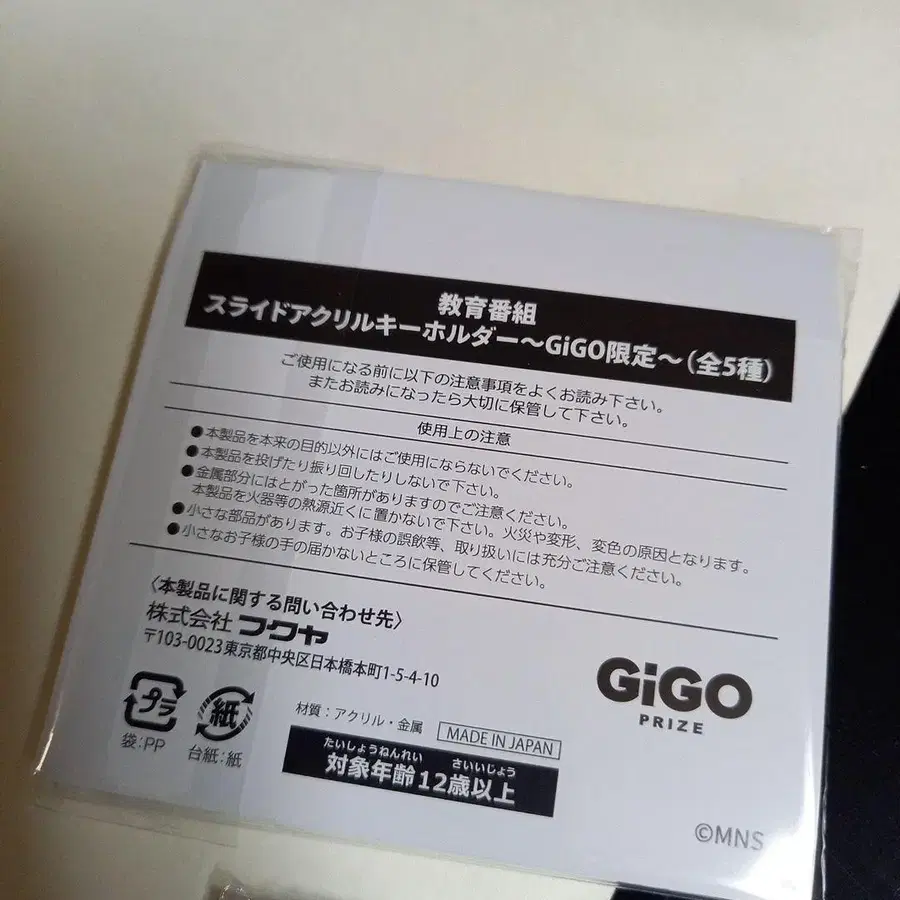 教育番組
スライドアクリルキーホルダー～GiGO限定～(全5種)
ご使用になる前に以下の注意事項をよくお読み下さい。
またお読みになったら大切に保管して下さい。
使用上の注意
●本製品を本来の目的以外にはご使用にならないでください。
●本製品を投げたり振り回したりしないで下さい。
●金属部分にはとがった箇所がありますのでご注意ください。
本製品を火器等の熱源近くに置かないで下さい。火災や変形、変色の原因となります。
●小さな部品があります。お子様の誤飲等、取り扱いには充分ご注意ください。
●小さなお子様の手の届かないところに保管してください。
〈本製品に関する問い合わせ先〉
株式会社フクヤ
〒103-0023東京都中央区日本橋本町1-5-4-10
GiGO
PRIZE
プラ
紙
袋:PP
台紙:紙
材質:アクリル・金属
MADE IN JAPAN
たいしょうねんれい さいいじょう
対象年齢12歳以上
©MNS